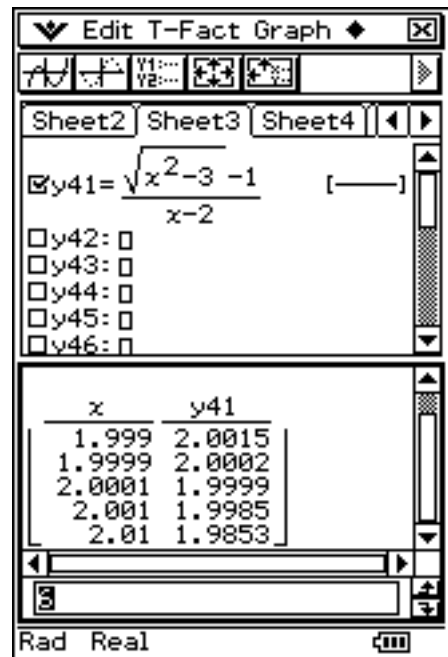 Edit T-Fact Graph ◆
Y1:... Y2:...
Sheet2 Sheet3 Sheet4
y41=√(x²-3) -1
x-2
[——]
y42:▯
y43:▯
y44:▯
y45:▯
y46:▯
x y41
1.999 2.0015
1.9999 2.0002
2.0001 1.9999
2.001 1.9985
2.01 1.9853
Rad Real